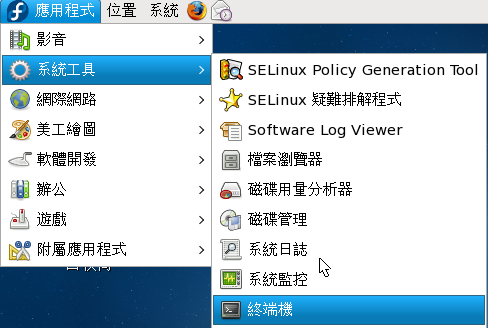 應用程式 位置 系統
影音
系統工具
網際網路
美工繪圖
軟體開發
辦公
遊戲
附屬應用程式
SELinux Policy Generation Tool
SELinux 疑難排解程式
Software Log Viewer
檔案瀏覽器
磁碟用量分析器
磁碟管理
系統日誌
系統監控
終端機